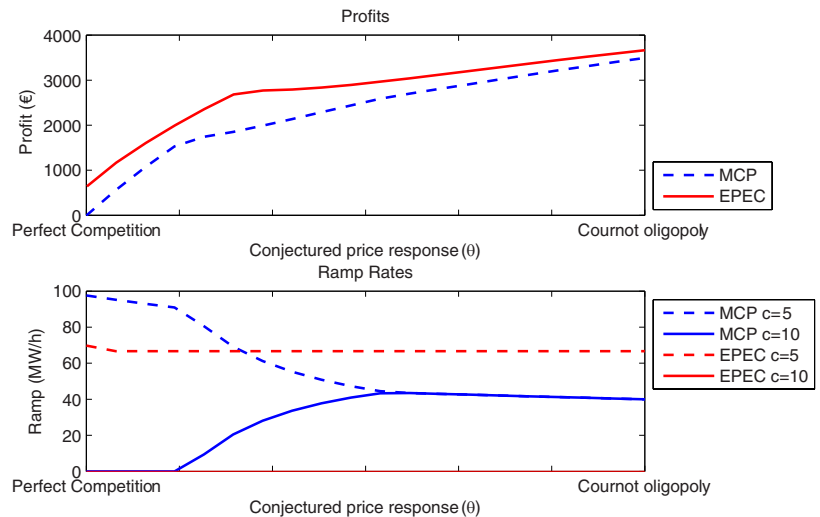 Profits
4000
3000
2000
1000
0
Profit (€)
Perfect Competition
Cournot oligopoly
Conjectured price response (θ)
MCP
EPEC
Ramp Rates
100
80
60
40
20
0
Ramp (MW/h)
Perfect Competition
Cournot oligopoly
Conjectured price response (θ)
MCP c=5
MCP c=10
EPEC c=5
EPEC c=10